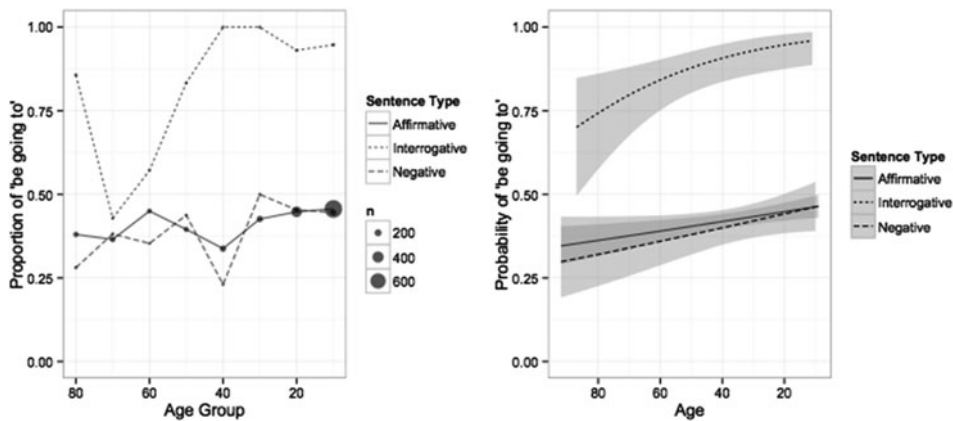 Proportion of 'be going to'
1.00
0.75
0.50
0.25
0.00
80
60
40
20
Age Group
Sentence Type
Affirmative
Interrogative
Negative
n
200
400
600
Probability of 'be going to'
1.00
0.75
0.50
0.25
0.00
80
60
40
20
Age
Sentence Type
Affirmative
Interrogative
Negative